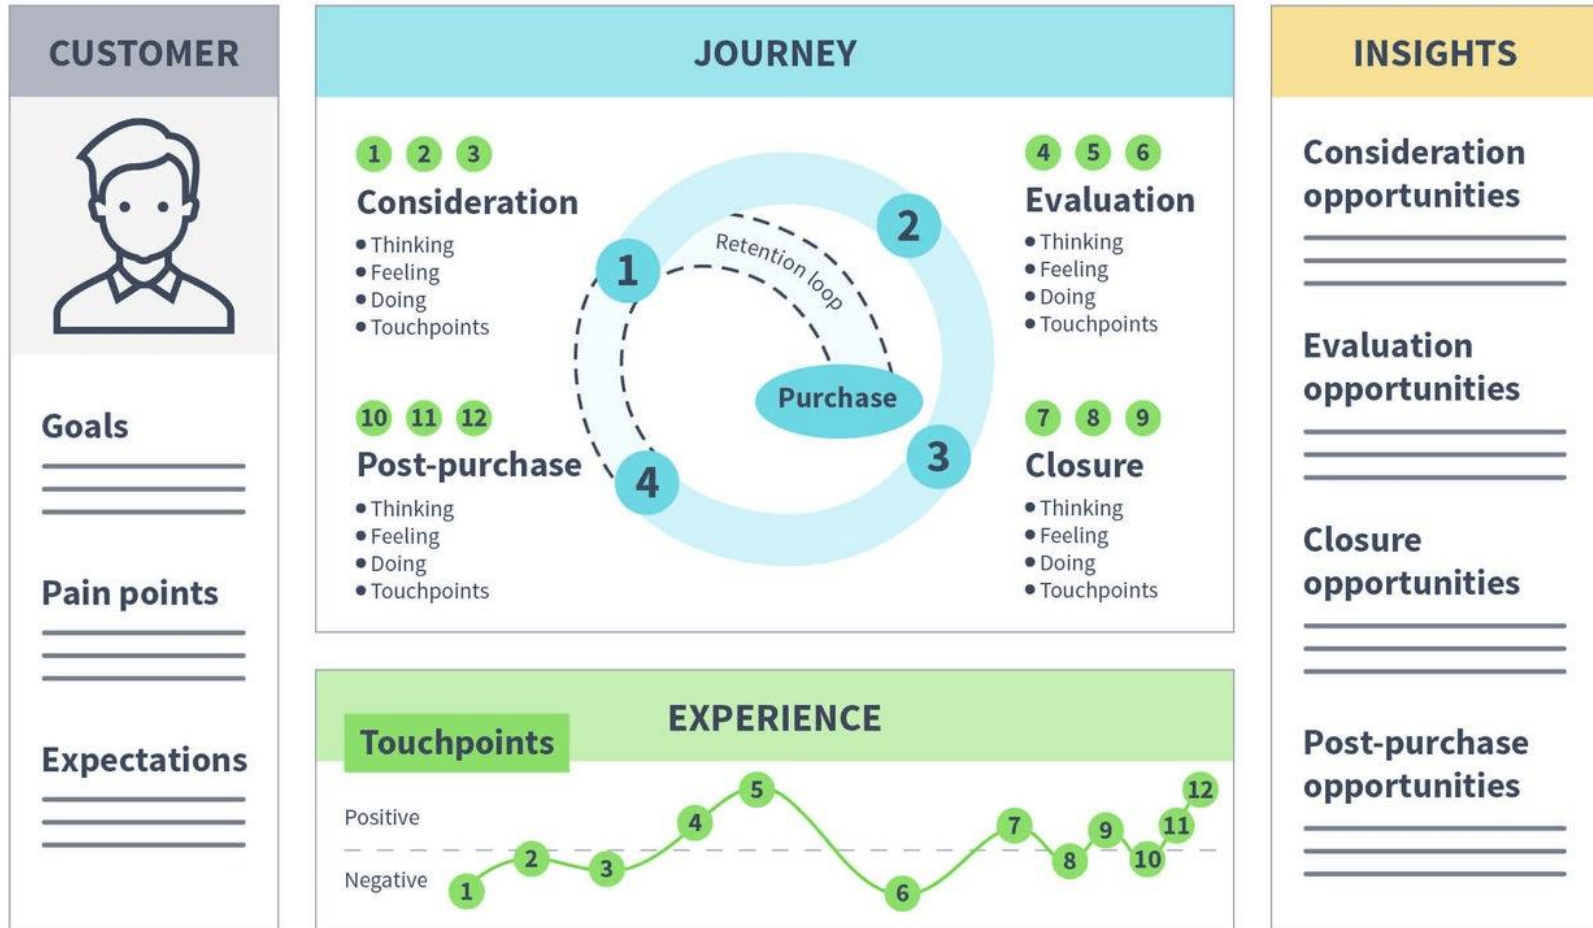 CUSTOMER
Goals
Pain points
Expectations
JOURNEY
1 2 3
Consideration
Thinking
Feeling
Doing
Touchpoints
4 5 6
Evaluation
Thinking
Feeling
Doing
Touchpoints
10 11 12
Post-purchase
Thinking
Feeling
Doing
Touchpoints
7 8 9
Closure
Thinking
Feeling
Doing
Touchpoints
1
2
3
4
Retention loop
Purchase
EXPERIENCE
Touchpoints
Positive
Negative
1
2
3
4
5
6
7
8
9
10
11
12
INSIGHTS
Consideration
opportunities
Evaluation
opportunities
Closure
opportunities
Post-purchase
opportunities